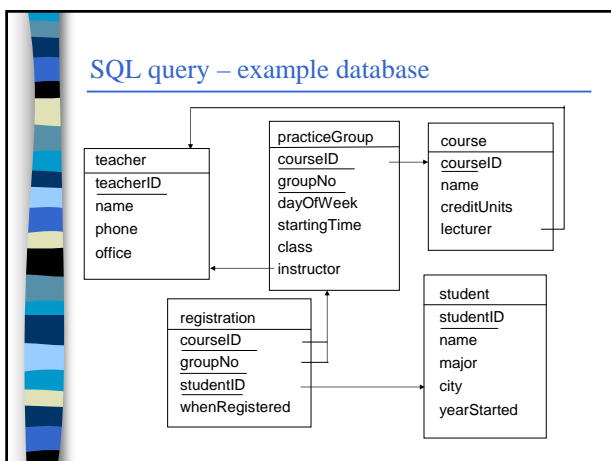 SQL query – example database
teacher
teacherID
name
phone
office
practiceGroup
courseID
groupNo
dayOfWeek
startingTime
class
instructor
course
courseID
name
creditUnits
lecturer
registration
courseID
groupNo
studentID
whenRegistered
student
studentID
name
major
city
yearStarted